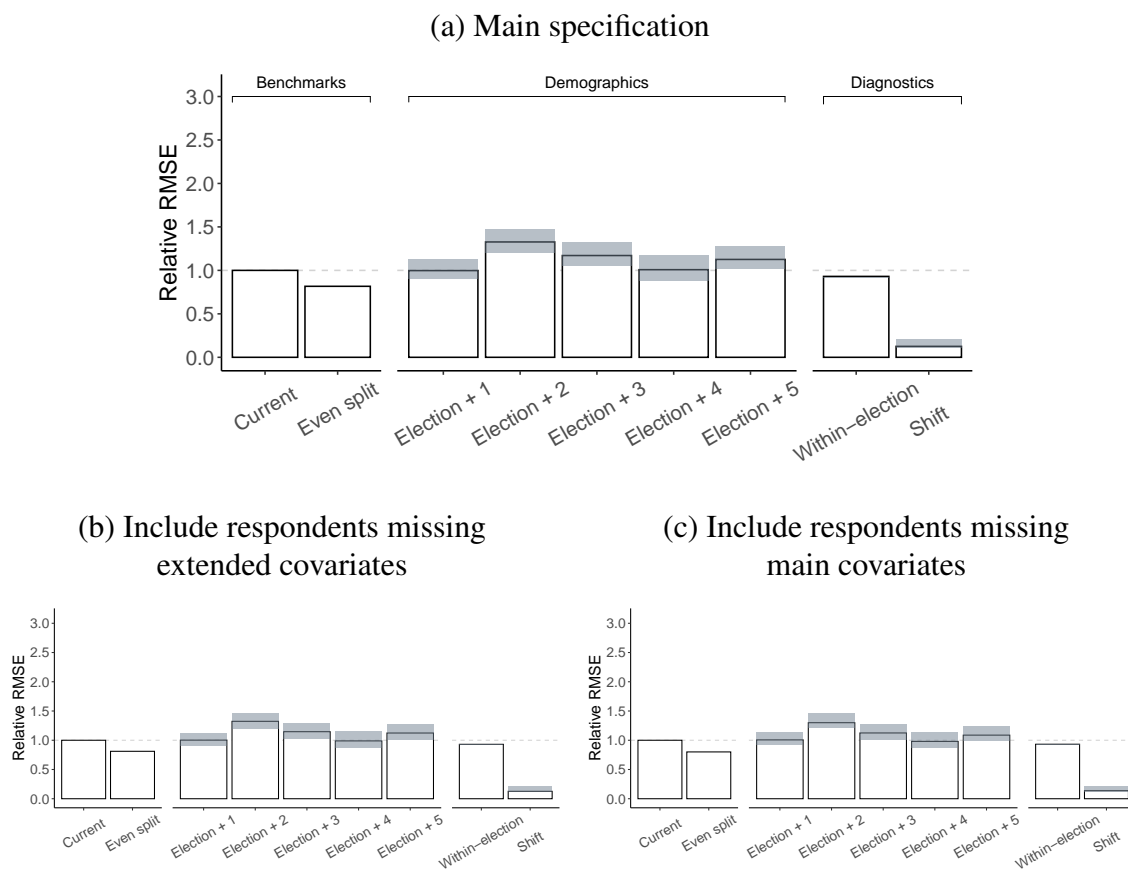 (a) Main specification
Benchmarks Demographics Diagnostics
Relative RMSE
3.0
2.5
2.0
1.5
1.0
0.5
0.0
Current Even split Election + 1 Election + 2 Election + 3 Election + 4 Election + 5 Within−election Shift
(b) Include respondents missing
extended covariates
Relative RMSE
3.0
2.5
2.0
1.5
1.0
0.5
0.0
Current Even split Election + 1 Election + 2 Election + 3 Election + 4 Election + 5 Within−election Shift
(c) Include respondents missing
main covariates
Relative RMSE
3.0
2.5
2.0
1.5
1.0
0.5
0.0
Current Even split Election + 1 Election + 2 Election + 3 Election + 4 Election + 5 Within−election Shift